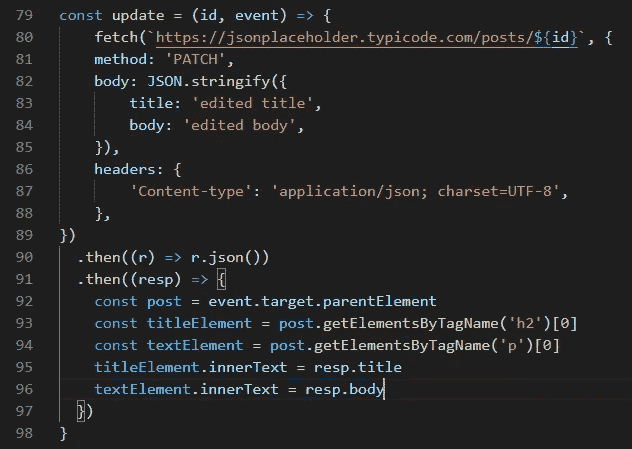 79 const update = (id, event) => {
80     fetch(`https://jsonplaceholder.typicode.com/posts/${id}`, {
81     method: 'PATCH',
82     body: JSON.stringify({
83         title: 'edited title',
84         body: 'edited body',
85     }),
86     headers: {
87         'Content-type': 'application/json; charset=UTF-8',
88     },
89 })
90   .then((r) => r.json())
91   .then((resp) => {
92     const post = event.target.parentElement
93     const titleElement = post.getElementsByTagName('h2')[0]
94     const textElement = post.getElementsByTagName('p')[0]
95     titleElement.innerText = resp.title
96     textElement.innerText = resp.body
97   })
98 }